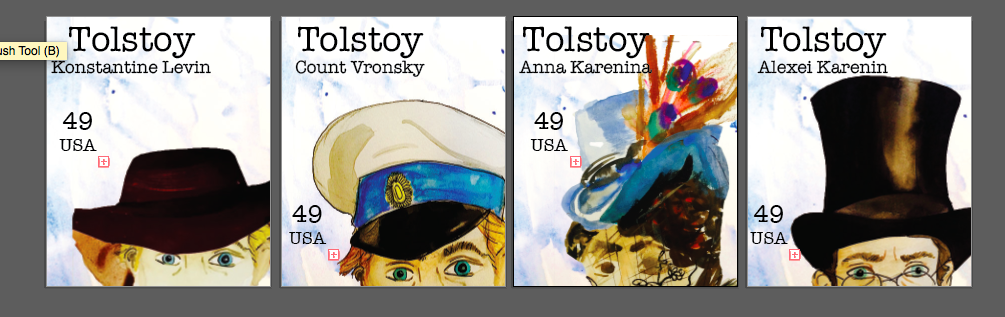 Tolstoy
Konstantine Levin
49
USA
Tolstoy
Count Vronsky
49
USA
Tolstoy
Anna Karenina
49
USA
Tolstoy
Alexei Karenin
49
USA
ush Tool (B)